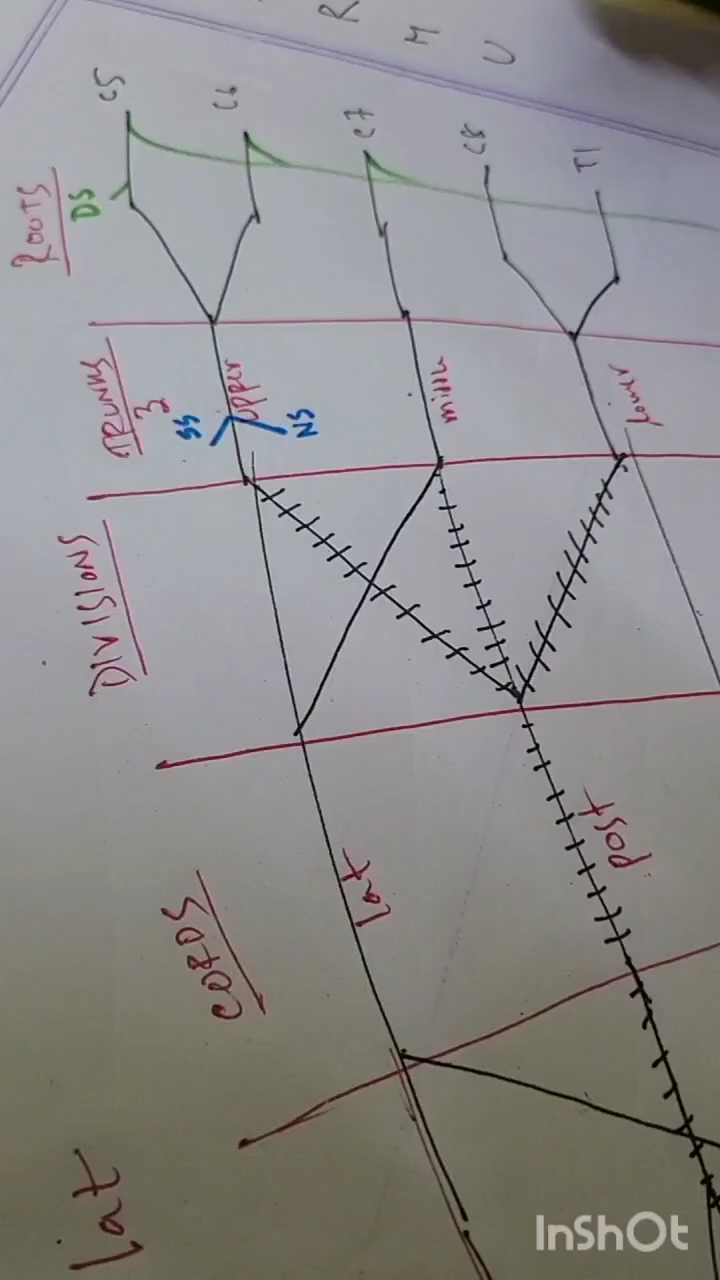 R M U
C5 C6 C7 C8 T1
ROOTS
DS
TRUNKS
3
upper
SS
NS
middle
lower
DIVISIONS
CORDS
lat
post
lat
InShOt